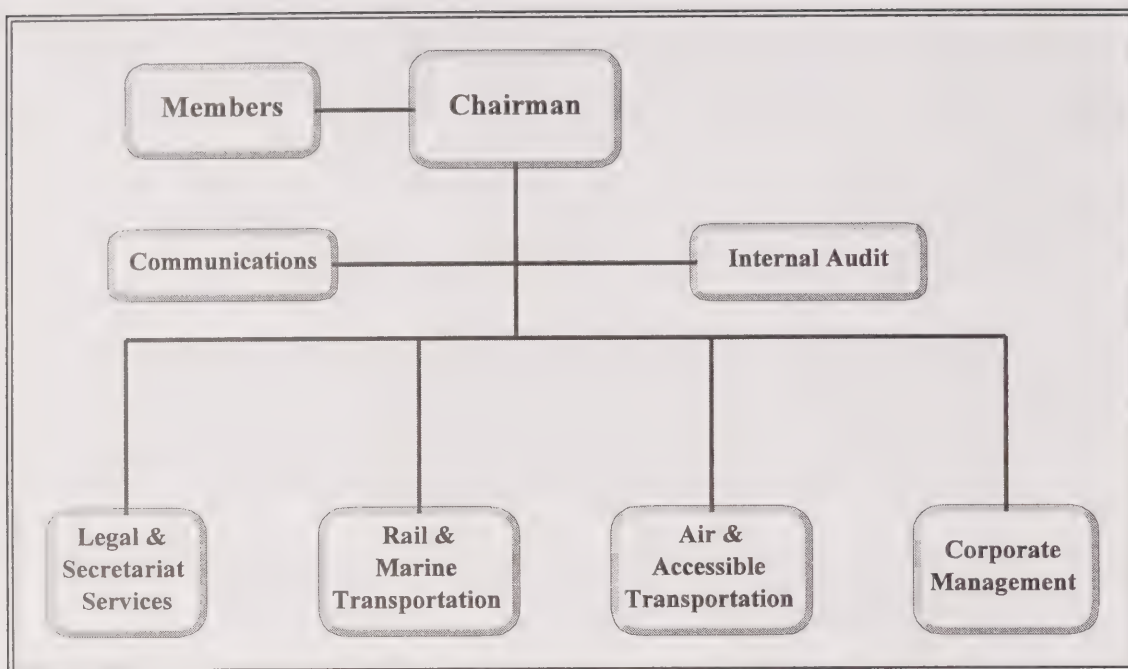 Members
Chairman
Communications
Internal Audit
Legal &
Secretariat
Services
Rail &
Marine
Transportation
Air &
Accessible
Transportation
Corporate
Management